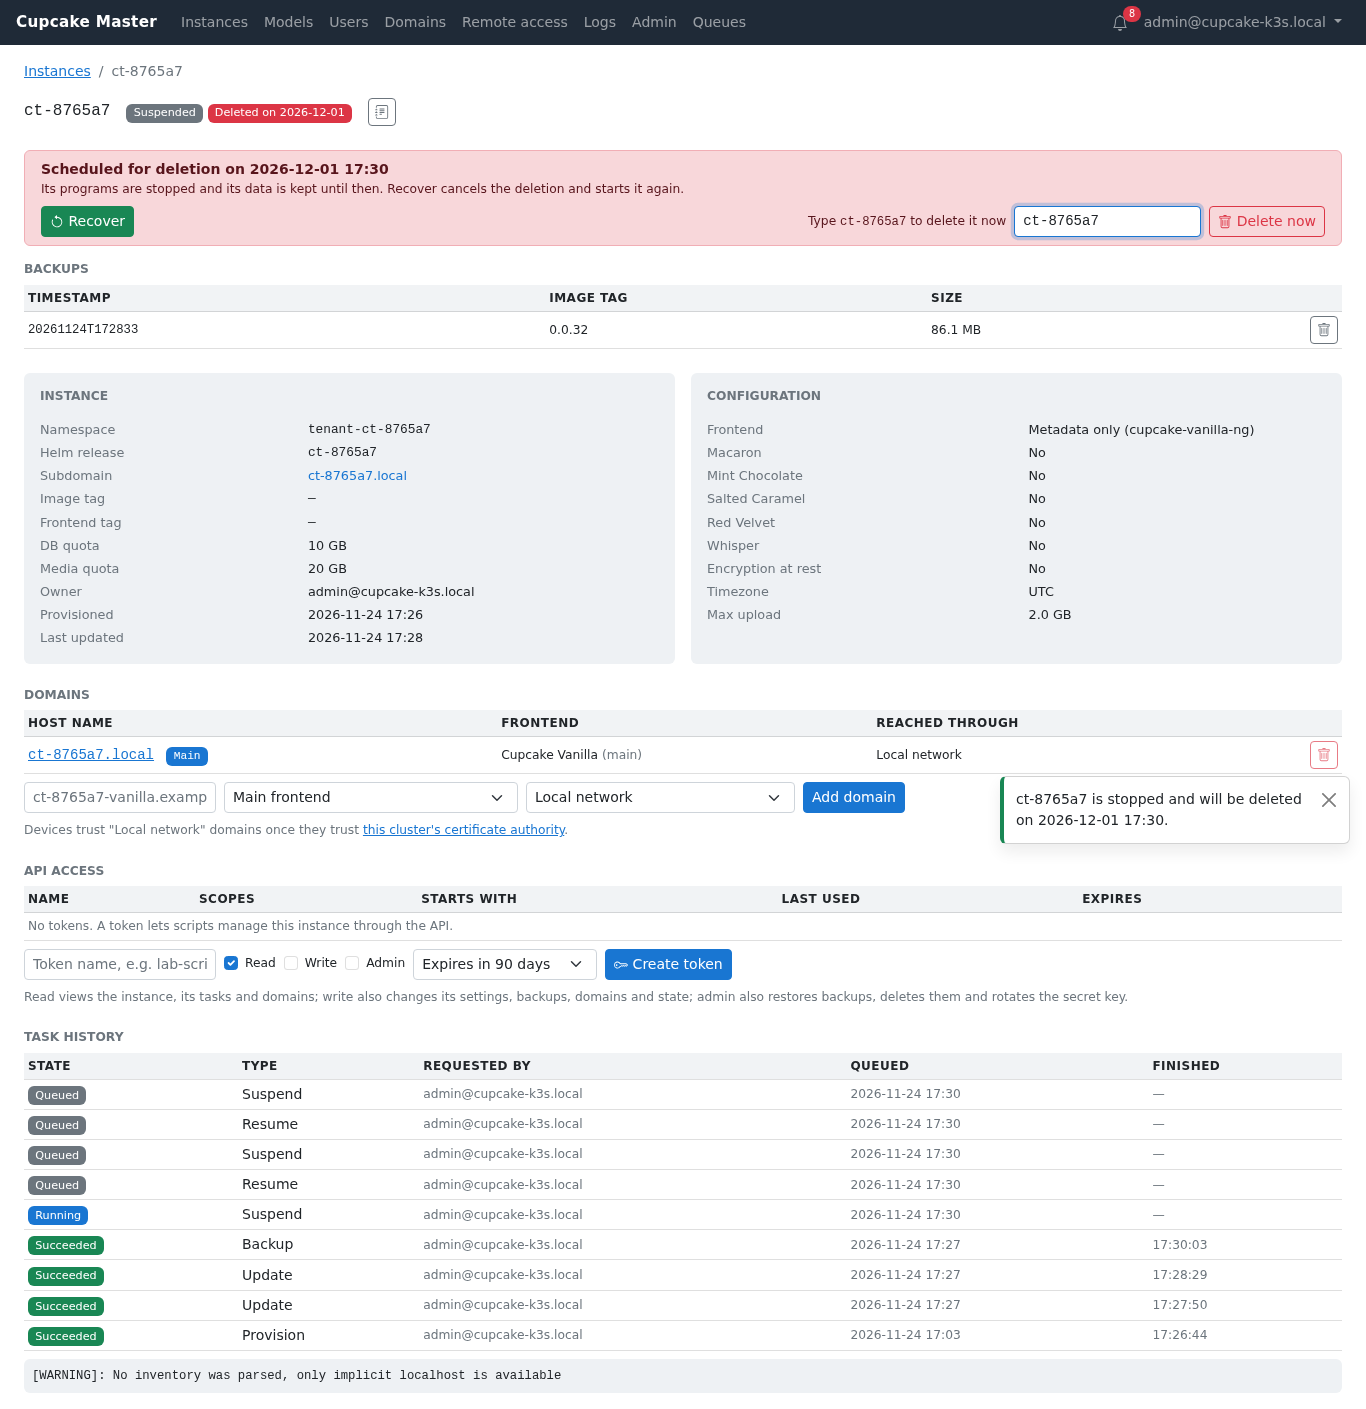 Cupcake Master Instances Models Users Domains Remote access Logs Admin Queues 8 admin@cupcake-k3s.local
Instances / ct-8765a7
ct-8765a7 Suspended Deleted on 2026-12-01
Scheduled for deletion on 2026-12-01 17:30
Its programs are stopped and its data is kept until then. Recover cancels the deletion and starts it again.
Recover Type ct-8765a7 to delete it now ct-8765a7 Delete now
BACKUPS
TIMESTAMP IMAGE TAG SIZE
20261124T172833 0.0.32 86.1 MB
INSTANCE
Namespace tenant-ct-8765a7
Helm release ct-8765a7
Subdomain ct-8765a7.local
Image tag —
Frontend tag —
DB quota 10 GB
Media quota 20 GB
Owner admin@cupcake-k3s.local
Provisioned 2026-11-24 17:26
Last updated 2026-11-24 17:28
CONFIGURATION
Frontend Metadata only (cupcake-vanilla-ng)
Macaron No
Mint Chocolate No
Salted Caramel No
Red Velvet No
Whisper No
Encryption at rest No
Timezone UTC
Max upload 2.0 GB
DOMAINS
HOST NAME FRONTEND REACHED THROUGH
ct-8765a7.local Main Cupcake Vanilla (main) Local network
ct-8765a7-vanilla.examp Main frontend Local network Add domain
Devices trust "Local network" domains once they trust this cluster's certificate authority.
ct-8765a7 is stopped and will be deleted
on 2026-12-01 17:30.
API ACCESS
NAME SCOPES STARTS WITH LAST USED EXPIRES
No tokens. A token lets scripts manage this instance through the API.
Token name, e.g. lab-scri Read Write Admin Expires in 90 days Create token
Read views the instance, its tasks and domains; write also changes its settings, backups, domains and state; admin also restores backups, deletes them and rotates the secret key.
TASK HISTORY
STATE TYPE REQUESTED BY QUEUED FINISHED
Queued Suspend admin@cupcake-k3s.local 2026-11-24 17:30 —
Queued Resume admin@cupcake-k3s.local 2026-11-24 17:30 —
Queued Suspend admin@cupcake-k3s.local 2026-11-24 17:30 —
Queued Resume admin@cupcake-k3s.local 2026-11-24 17:30 —
Running Suspend admin@cupcake-k3s.local 2026-11-24 17:30 —
Succeeded Backup admin@cupcake-k3s.local 2026-11-24 17:27 17:30:03
Succeeded Update admin@cupcake-k3s.local 2026-11-24 17:27 17:28:29
Succeeded Update admin@cupcake-k3s.local 2026-11-24 17:27 17:27:50
Succeeded Provision admin@cupcake-k3s.local 2026-11-24 17:03 17:26:44
[WARNING]: No inventory was parsed, only implicit localhost is available